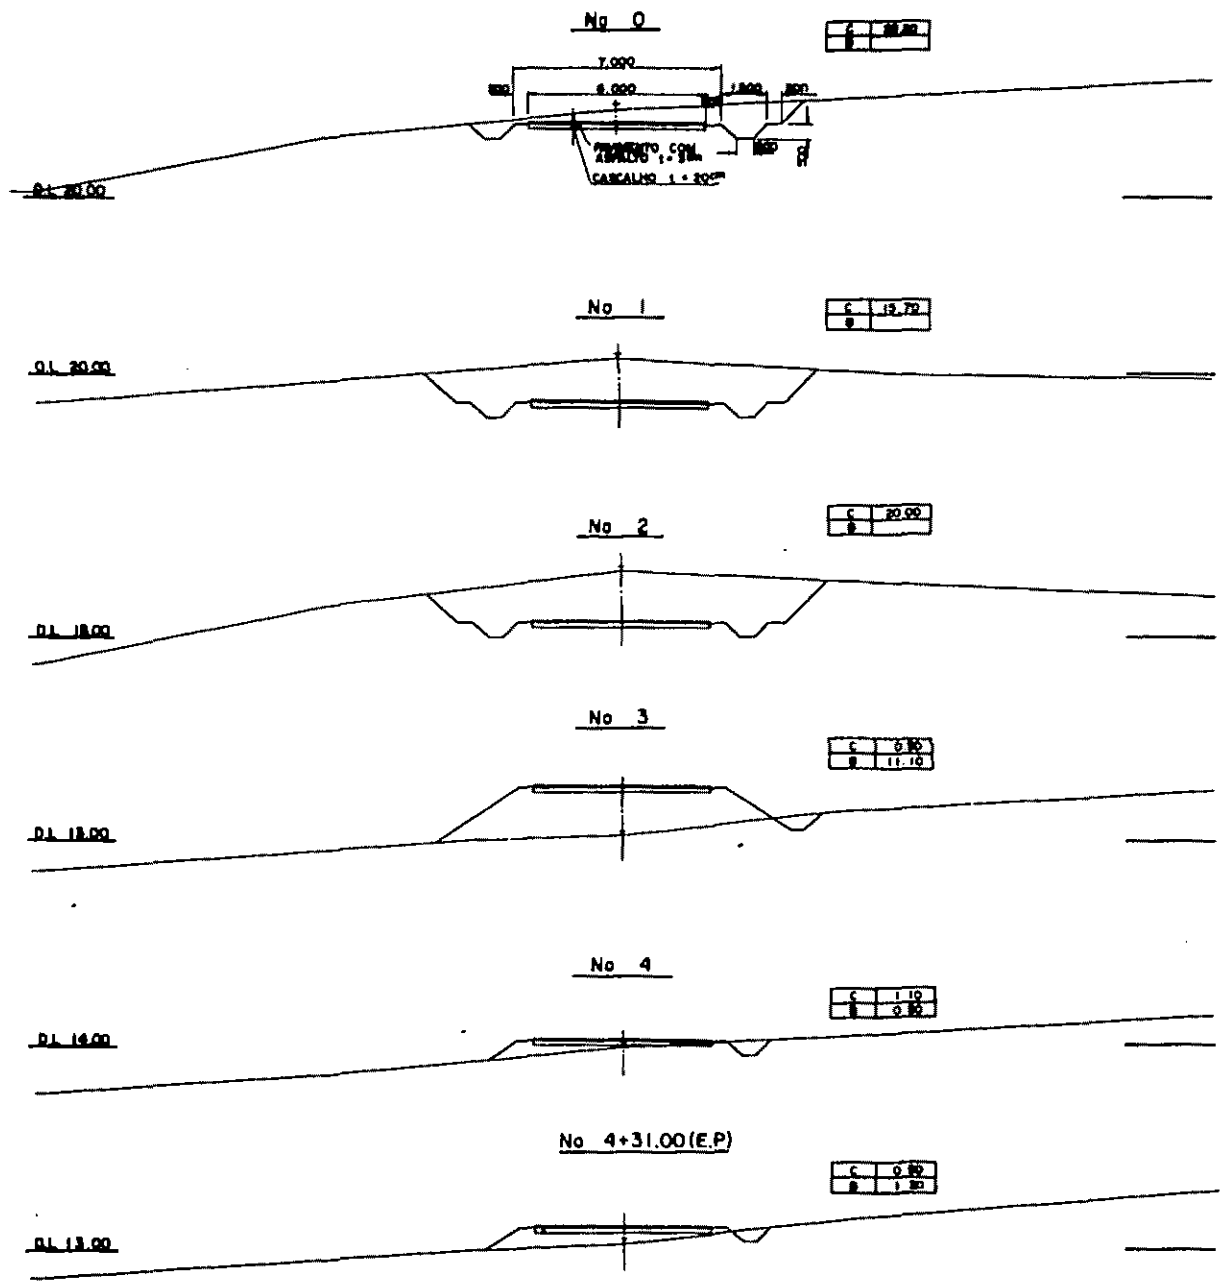 No 0
C
B
7.000
6.000
1.500
500
PAVIMENTO COM
ASFALTO t=
CASCALHO t = 20cm
D.L 20.00
No 1
C 15.70
B
D.L 20.00
No 2
C 20.00
B
D.L 18.00
No 3
C
B 11.10
D.L 13.00
No 4
C 1.10
B
D.L 14.00
No 4+31.00(E.P)
C
B
D.L 13.00